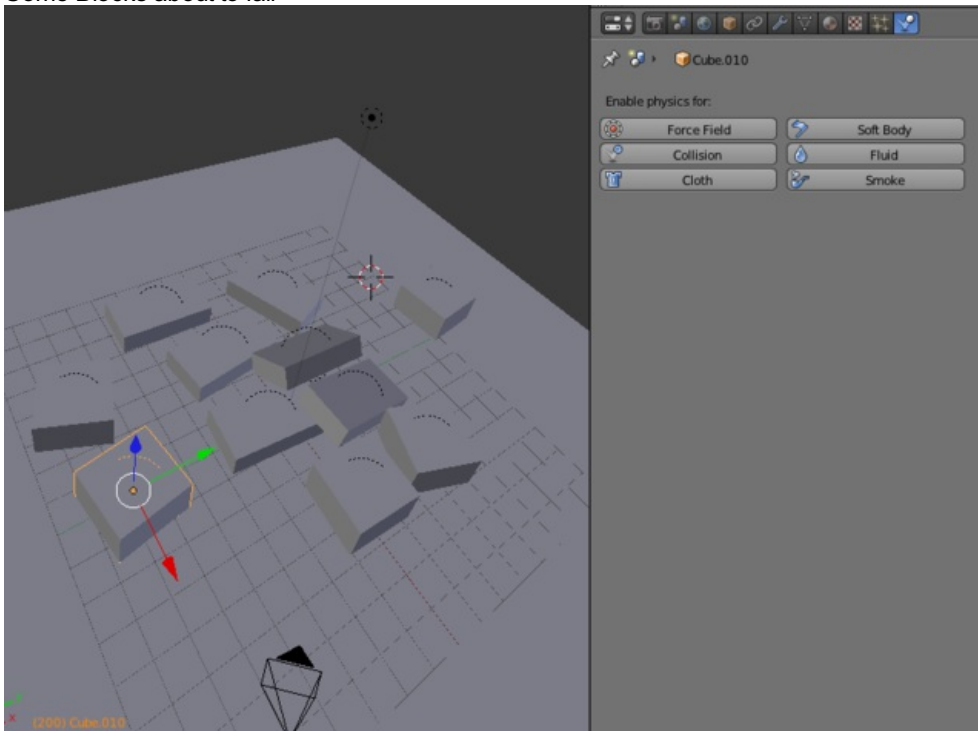 Some Blocks about to fall
Cube.010
Enable physics for:
Force Field
Soft Body
Collision
Fluid
Cloth
Smoke
x
(200) Cube.010